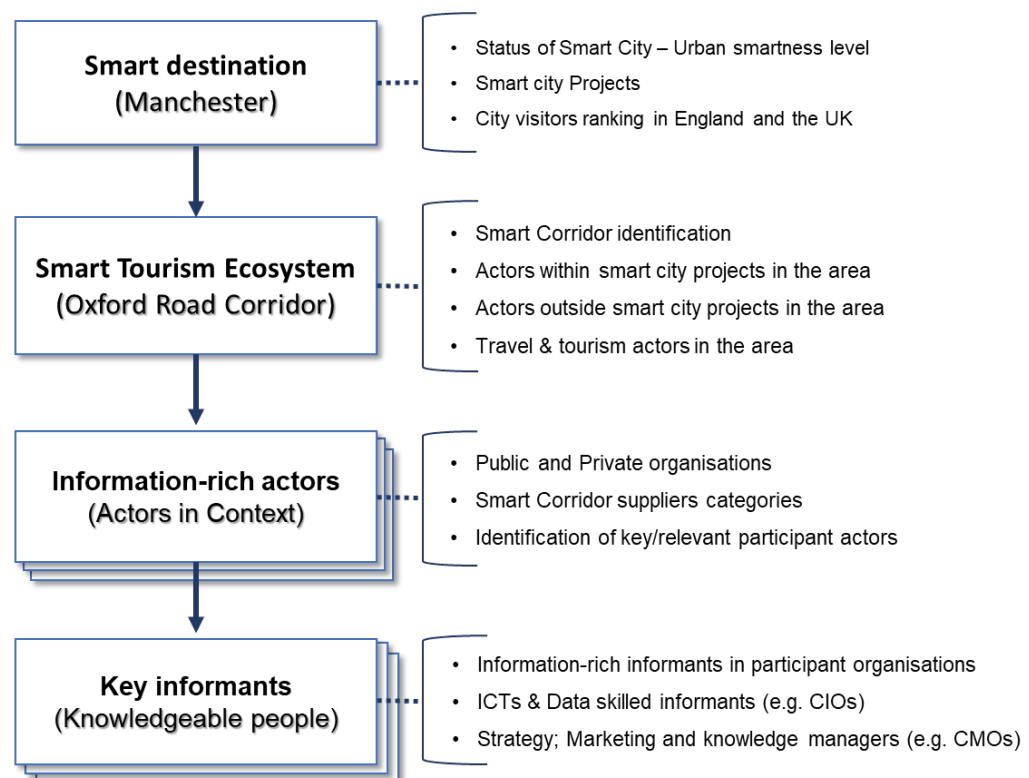 Smart destination
(Manchester)
• Status of Smart City – Urban smartness level
• Smart city Projects
• City visitors ranking in England and the UK
Smart Tourism Ecosystem
(Oxford Road Corridor)
• Smart Corridor identification
• Actors within smart city projects in the area
• Actors outside smart city projects in the area
• Travel & tourism actors in the area
Information-rich actors
(Actors in Context)
• Public and Private organisations
• Smart Corridor suppliers categories
• Identification of key/relevant participant actors
Key informants
(Knowledgeable people)
• Information-rich informants in participant organisations
• ICTs & Data skilled informants (e.g. CIOs)
• Strategy; Marketing and knowledge managers (e.g. CMOs)